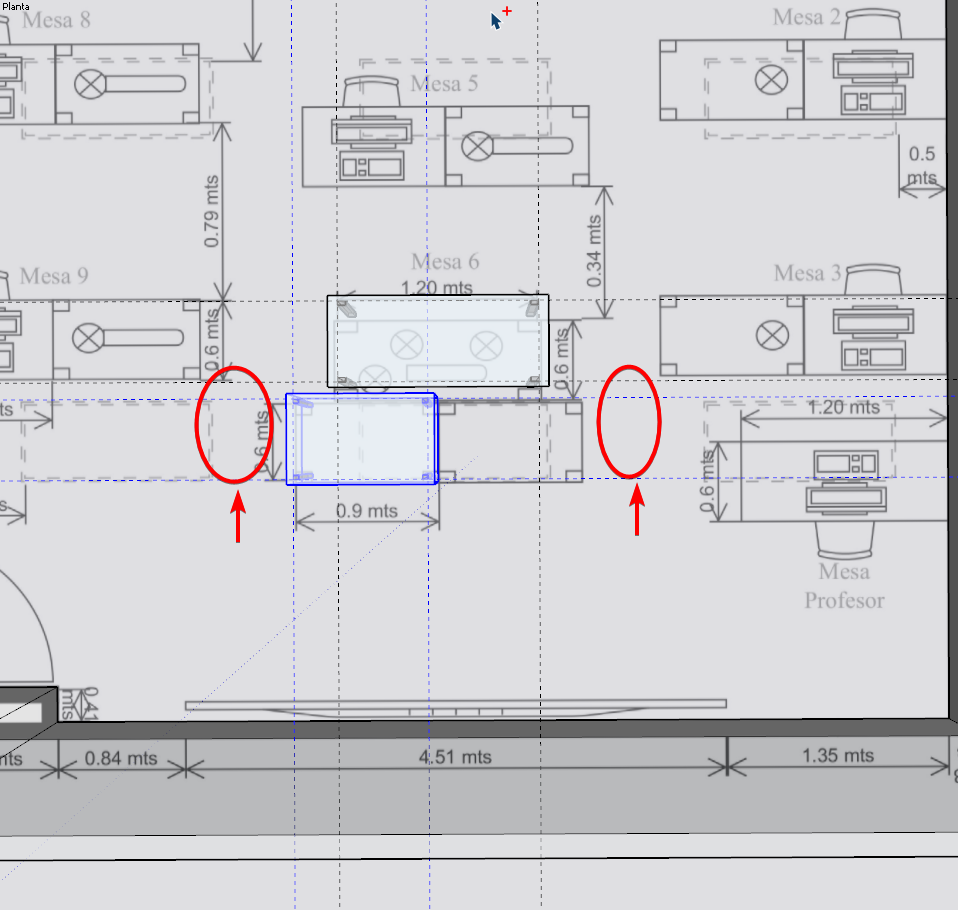 Planta
Mesa 8
Mesa 2
Mesa 5
0.5
mts
0.79 mts
0.34 mts
Mesa 9
Mesa 6
Mesa 3
1.20 mts
0.6 mts
0.6 mts
ts
1.20 mts
0.6 mts
0.6 mts
s
0.9 mts
Mesa
Profesor
mts
0.84 mts
4.51 mts
1.35 mts